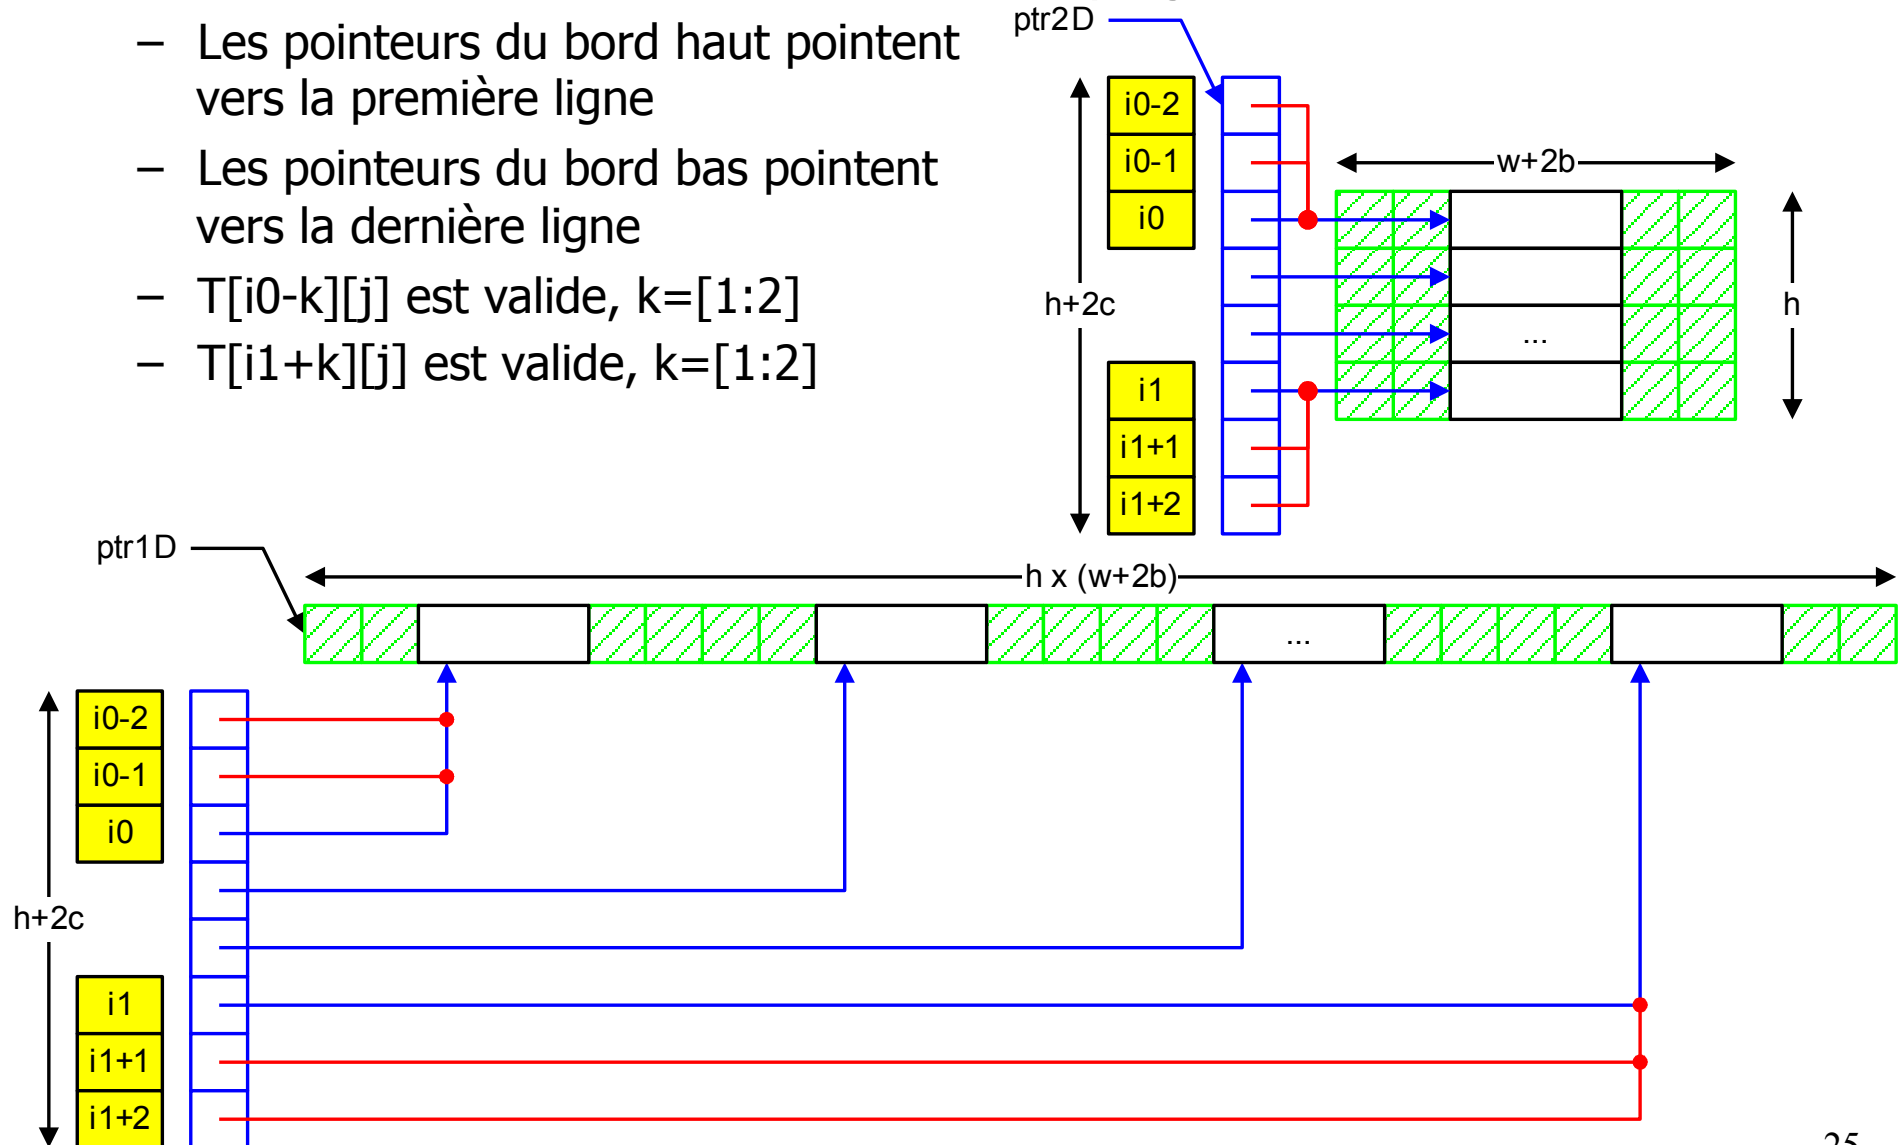 – Les pointeurs du bord haut pointent
vers la première ligne
– Les pointeurs du bord bas pointent
vers la dernière ligne
– T[i0-k][j] est valide, k=[1:2]
– T[i1+k][j] est valide, k=[1:2]
ptr2D
i0-2
i0-1
i0
h+2c
i1
i1+1
i1+2
w+2b
...
h
ptr1D
h x (w+2b)
...
i0-2
i0-1
i0
h+2c
i1
i1+1
i1+2